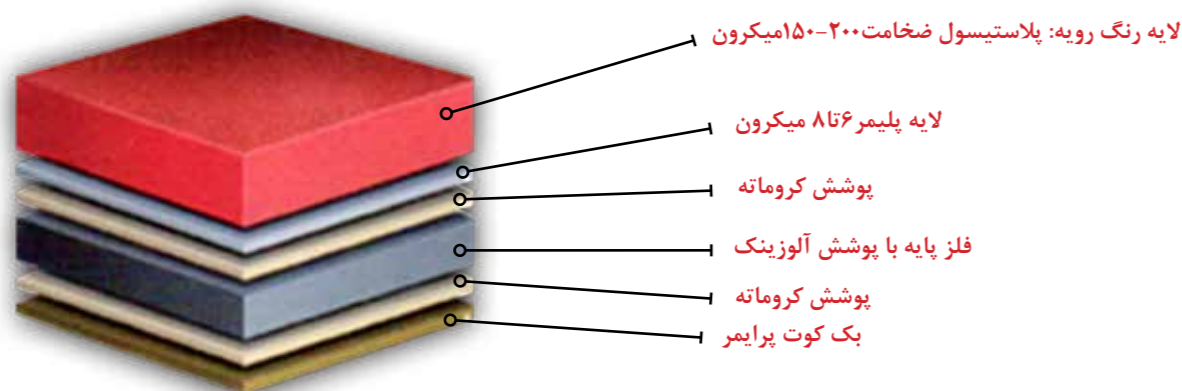 لایه رنگ رویه: پلاستیسول ضخامت۲۰۰-۱۵۰میکرون
لایه پلیمر۶تا۸ میکرون
پوشش کروماته
فلز پایه با پوشش آلوزینک
پوشش کروماته
بک کوت پرایمر